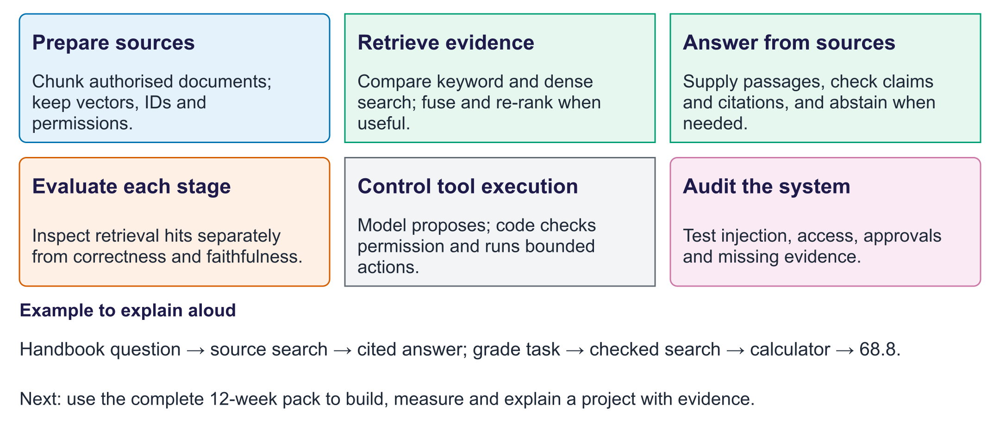 Prepare sources
Chunk authorised documents;
keep vectors, IDs and
permissions.
Retrieve evidence
Compare keyword and dense
search; fuse and re-rank when
useful.
Answer from sources
Supply passages, check claims
and citations, and abstain when
needed.
Evaluate each stage
Inspect retrieval hits separately
from correctness and faithfulness.
Control tool execution
Model proposes; code checks
permission and runs bounded
actions.
Audit the system
Test injection, access, approvals
and missing evidence.
Example to explain aloud
Handbook question → source search → cited answer; grade task → checked search → calculator → 68.8.
Next: use the complete 12-week pack to build, measure and explain a project with evidence.